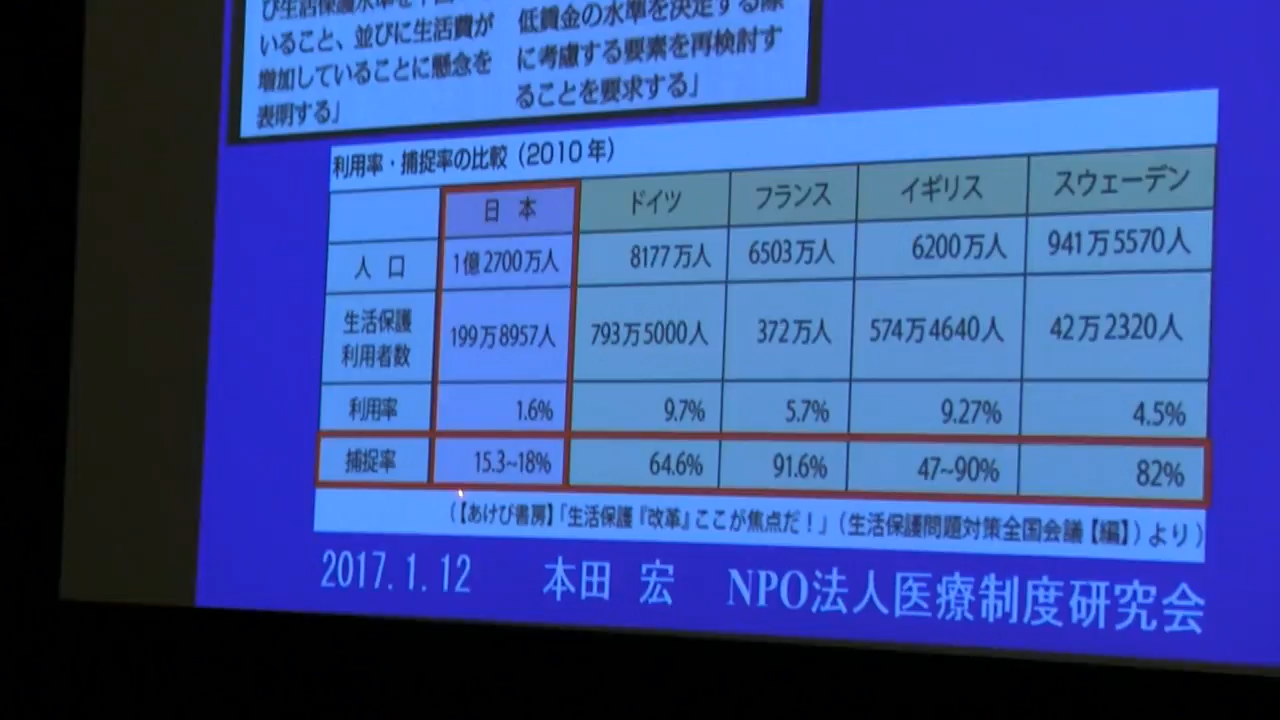 び生活保護水準を下回
いること、並びに生活費が
増加していることに懸念を
表明する」
低賃金の水準を決定する際
に考慮する要素を再検討す
ることを要求する」
利用率・捕捉率の比較（2010年）
日 本 ドイツ フランス イギリス スウェーデン
人 口 1億2700万人 8177万人 6503万人 6200万人 941万5570人
生活保護
利用者数 199万8957人 793万5000人 372万人 574万4640人 42万2320人
利用率 1.6% 9.7% 5.7% 9.27% 4.5%
捕捉率 15.3~18% 64.6% 91.6% 47~90% 82%
（【あけび書房】「生活保護『改革』ここが焦点だ！」（生活保護問題対策全国会議【編】）より）
2017.1.12 本田 宏 NPO法人医療制度研究会